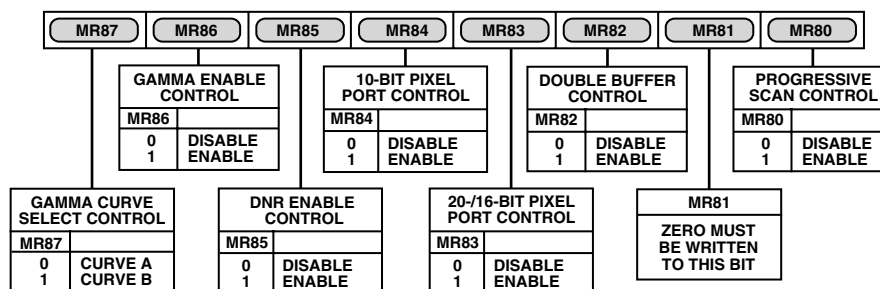 MR87 MR86 MR85 MR84 MR83 MR82 MR81 MR80
GAMMA ENABLE
CONTROL
MR86
0 DISABLE
1 ENABLE
10-BIT PIXEL
PORT CONTROL
MR84
0 DISABLE
1 ENABLE
DOUBLE BUFFER
CONTROL
MR82
0 DISABLE
1 ENABLE
PROGRESSIVE
SCAN CONTROL
MR80
0 DISABLE
1 ENABLE
GAMMA CURVE
SELECT CONTROL
MR87
0 CURVE A
1 CURVE B
DNR ENABLE
CONTROL
MR85
0 DISABLE
1 ENABLE
20-/16-BIT PIXEL
PORT CONTROL
MR83
0 DISABLE
1 ENABLE
MR81
ZERO MUST
BE WRITTEN
TO THIS BIT